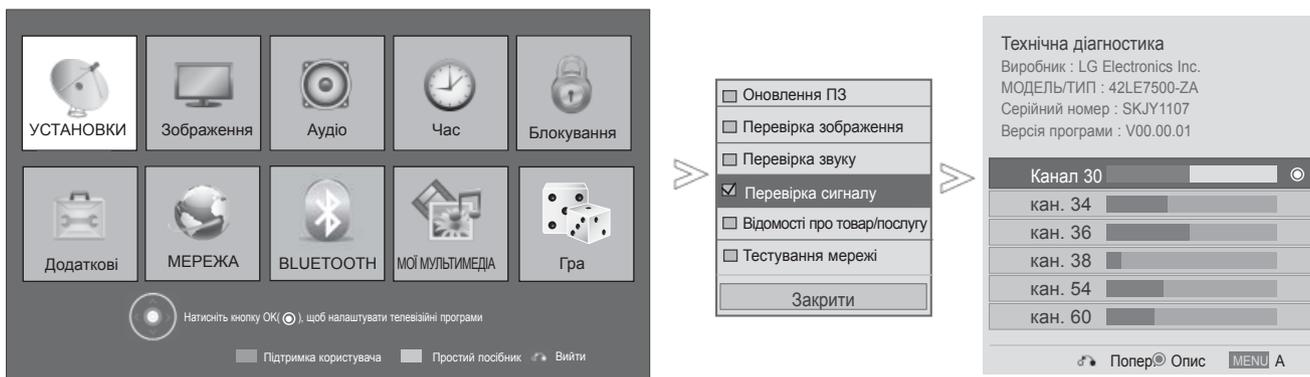 УСТАНОВКИ Зображення Аудіо Час Блокування
Додаткові МЕРЕЖА BLUETOOTH МОЇ МУЛЬТИМЕДІА Гра
Натисніть кнопку OK( ), щоб налаштувати телевізійні програми
Підтримка користувача Простий посібник Вийти
Оновлення ПЗ
Перевірка зображення
Перевірка звуку
Перевірка сигналу
Відомості про товар/послугу
Тестування мережі
Закрити
Технічна діагностика
Виробник : LG Electronics Inc.
МОДЕЛЬ/ТИП : 42LE7500-ZA
Серійний номер : SKJY1107
Версія програми : V00.00.01
Канал 30
кан. 34
кан. 36
кан. 38
кан. 54
кан. 60
Попер Опис MENU А